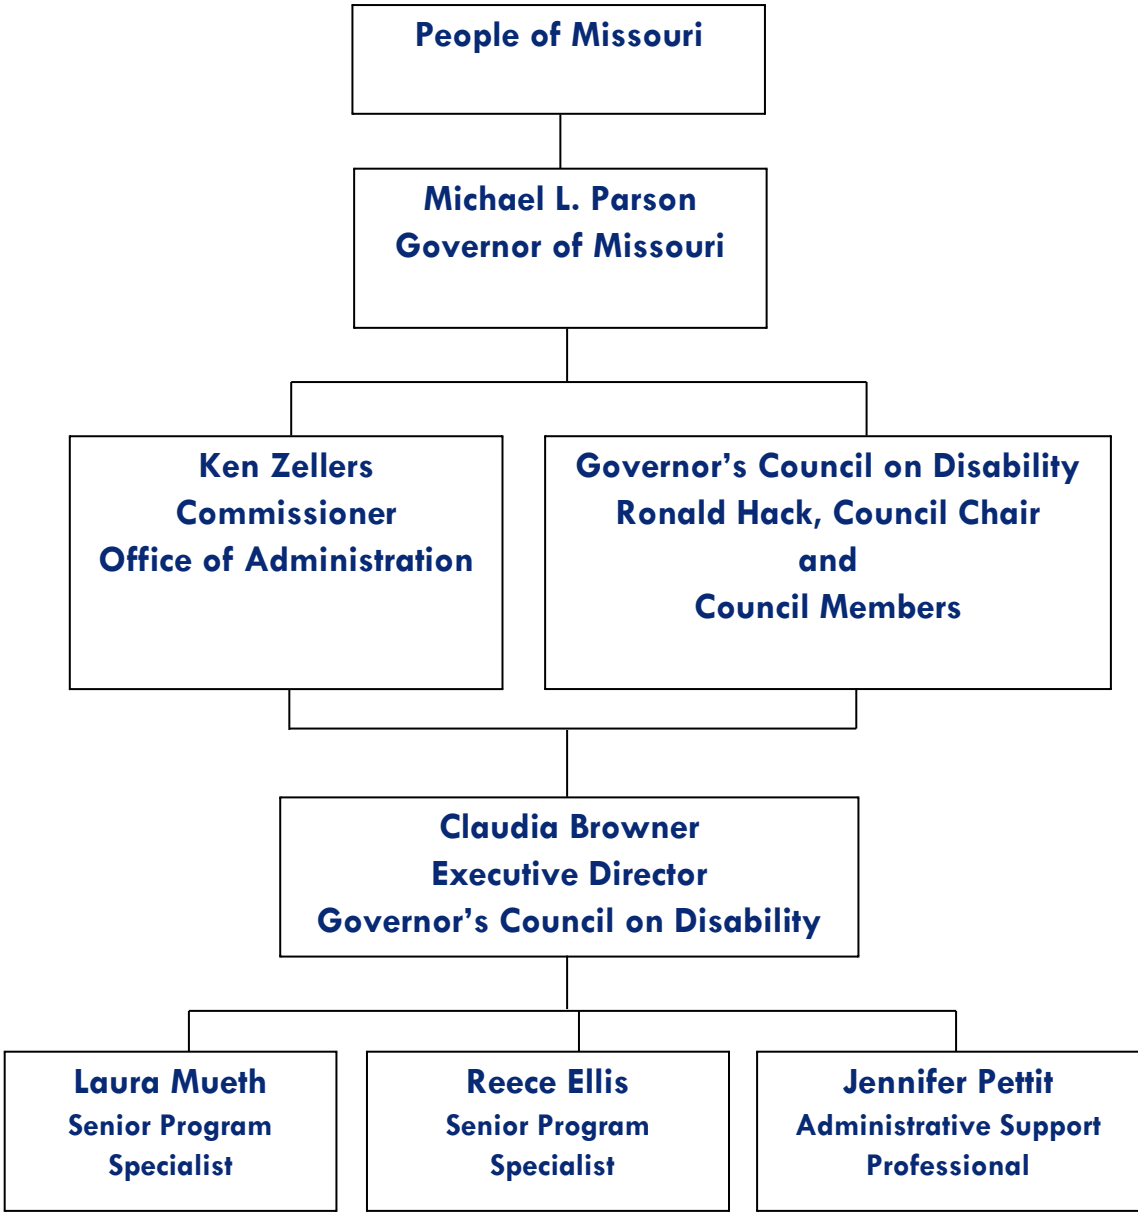 People of Missouri
Michael L. Parson
Governor of Missouri
Ken Zellers
Commissioner
Office of Administration
Governor’s Council on Disability
Ronald Hack, Council Chair
and
Council Members
Claudia Browner
Executive Director
Governor’s Council on Disability
Laura Mueth
Senior Program
Specialist
Reece Ellis
Senior Program
Specialist
Jennifer Pettit
Administrative Support
Professional